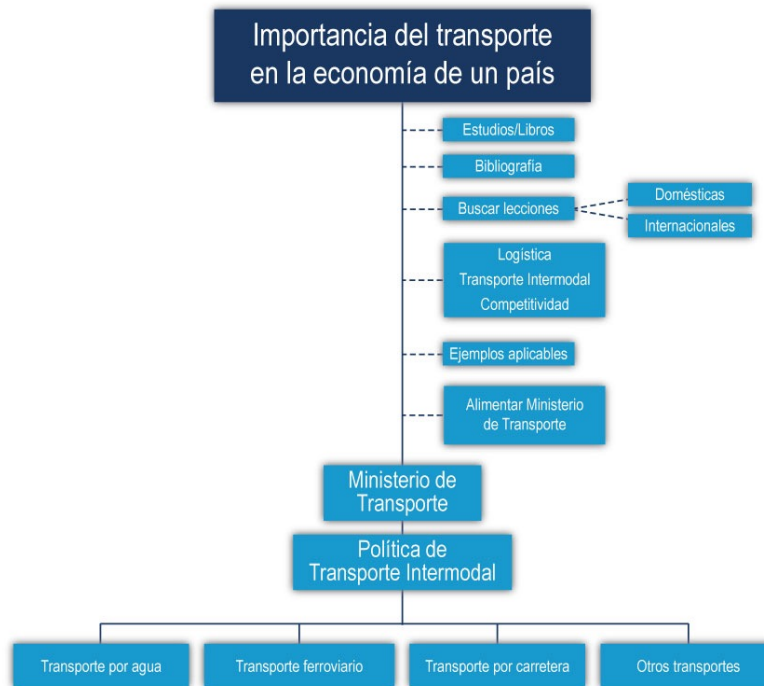 Importancia del transporte
en la economía de un país
Estudios/Libros
Bibliografía
Buscar lecciones
Domésticas
Internacionales
Logística
Transporte Intermodal
Competitividad
Ejemplos aplicables
Alimentar Ministerio
de Transporte
Ministerio de
Transporte
Política de
Transporte Intermodal
Transporte por agua
Transporte ferroviario
Transporte por carretera
Otros transportes